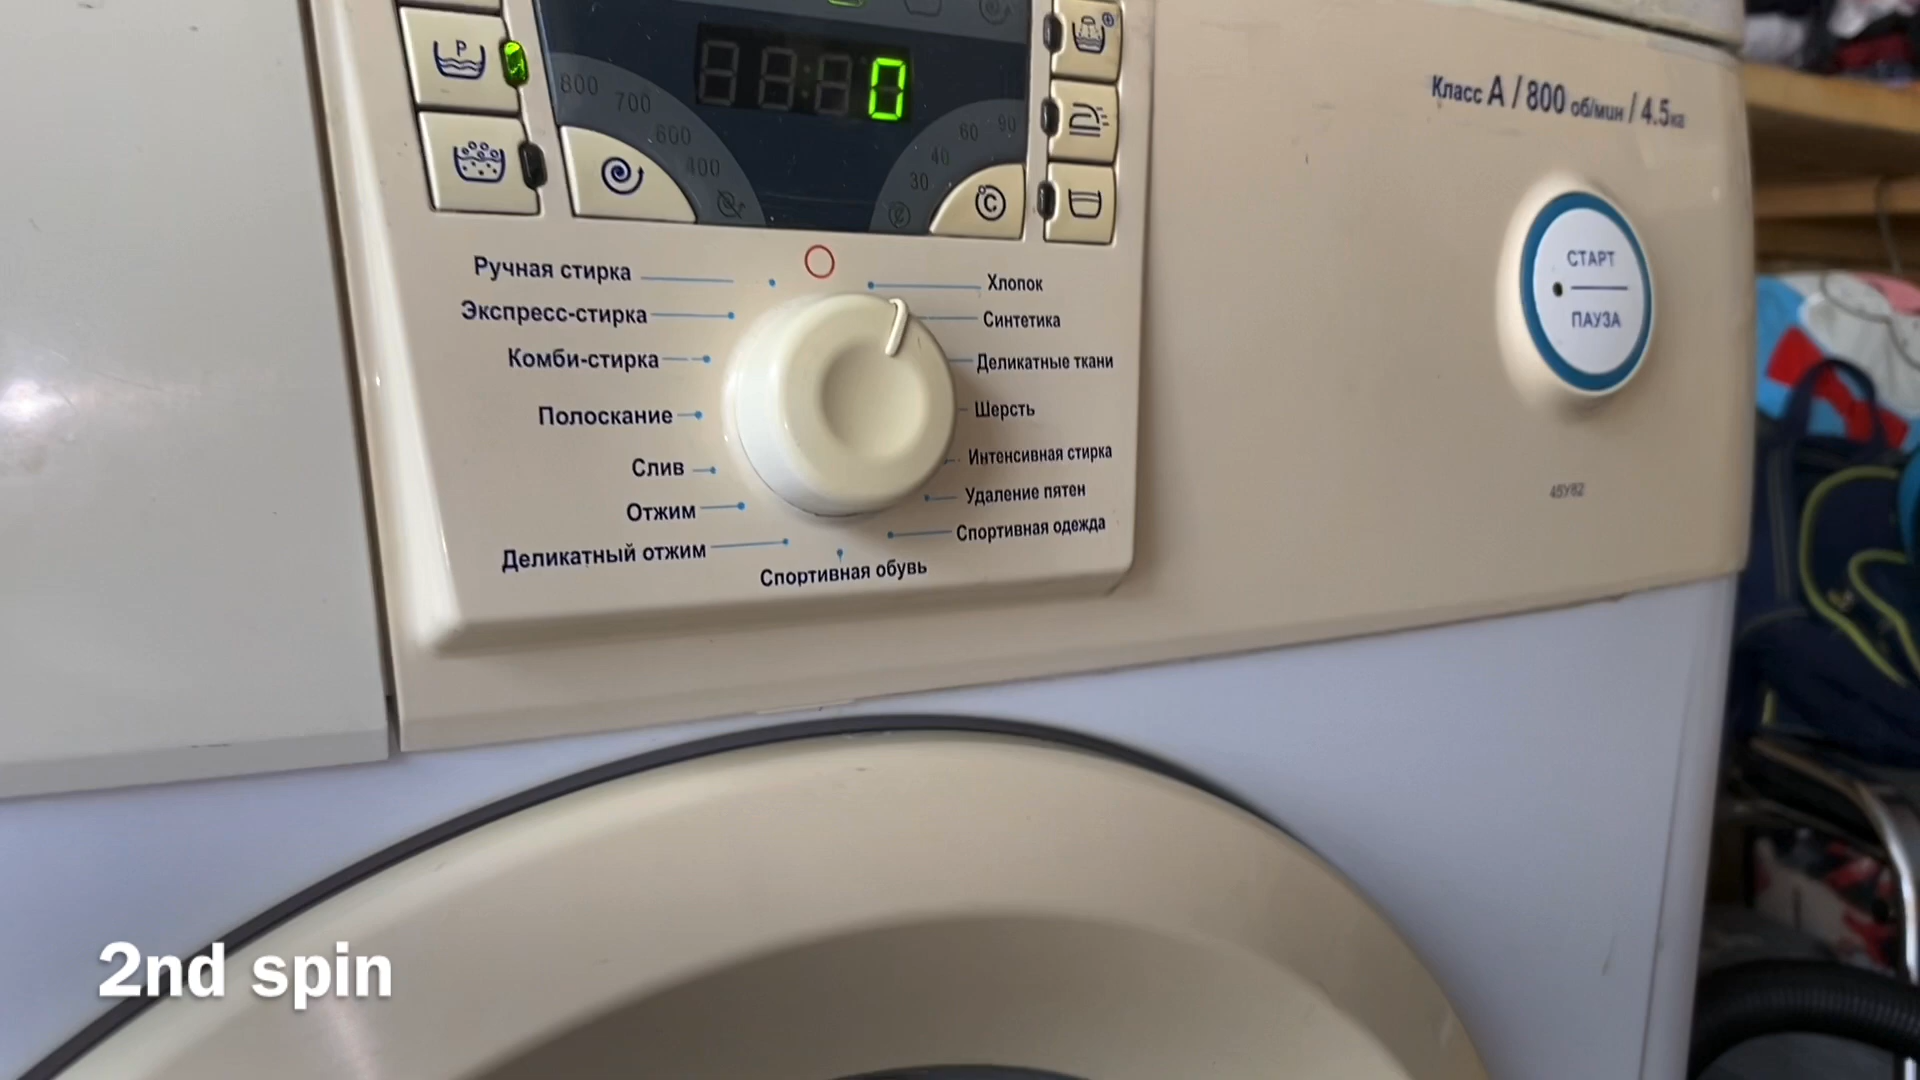 P
0
800
700
600
400
90
60
40
30
°C
Класс A / 800 об/мин / 4.5кг
СТАРТ
ПАУЗА
Ручная стирка
Экспресс-стирка
Комби-стирка
Полоскание
Слив
Отжим
Деликатный отжим
Спортивная обувь
Хлопок
Синтетика
Деликатные ткани
Шерсть
Интенсивная стирка
Удаление пятен
Спортивная одежда
45У82
2nd spin